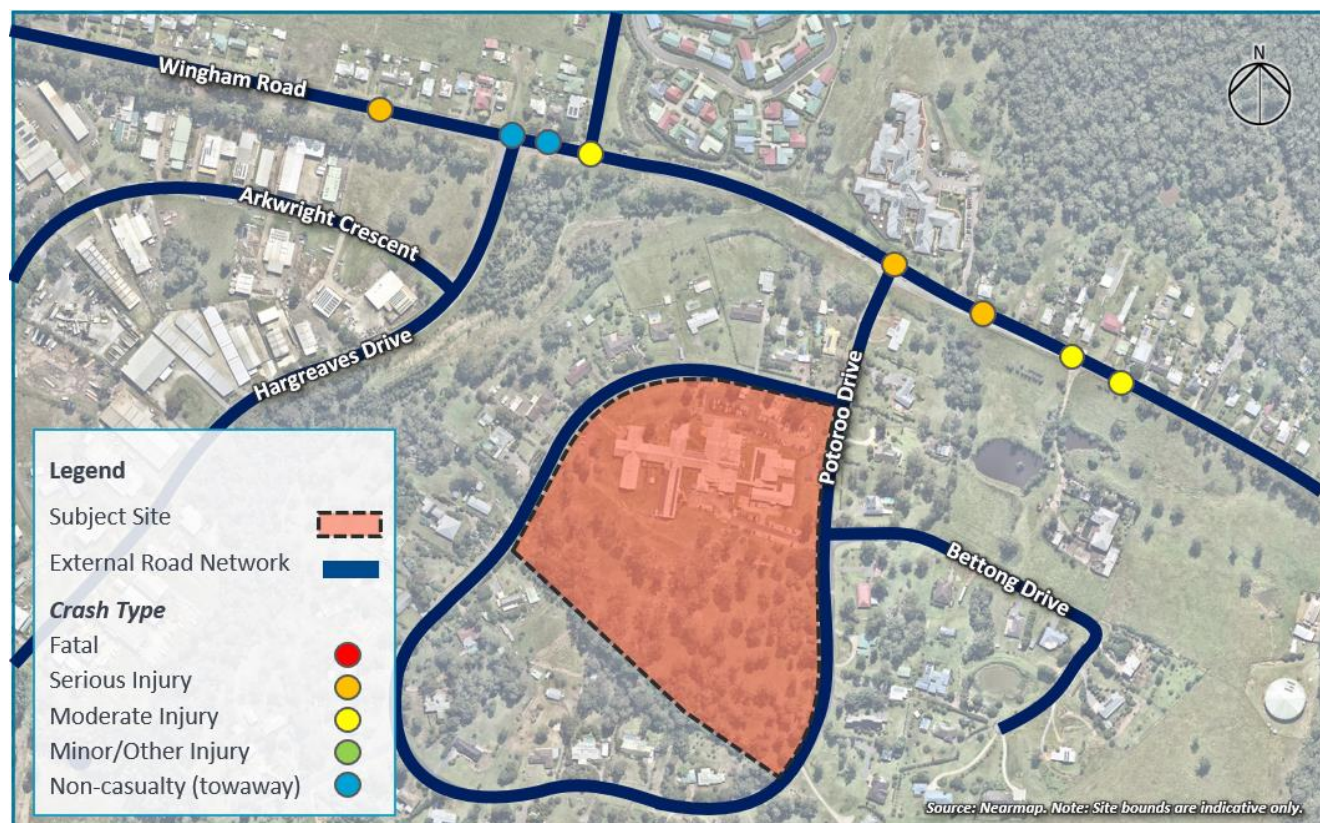 N
Wingham Road
Arkwright Crescent
Hargreaves Drive
Potoroo Drive
Bettong Drive
Legend
Subject Site
External Road Network
Crash Type
Fatal
Serious Injury
Moderate Injury
Minor/Other Injury
Non-casualty (towaway)
Source: Nearmap. Note: Site bounds are indicative only.